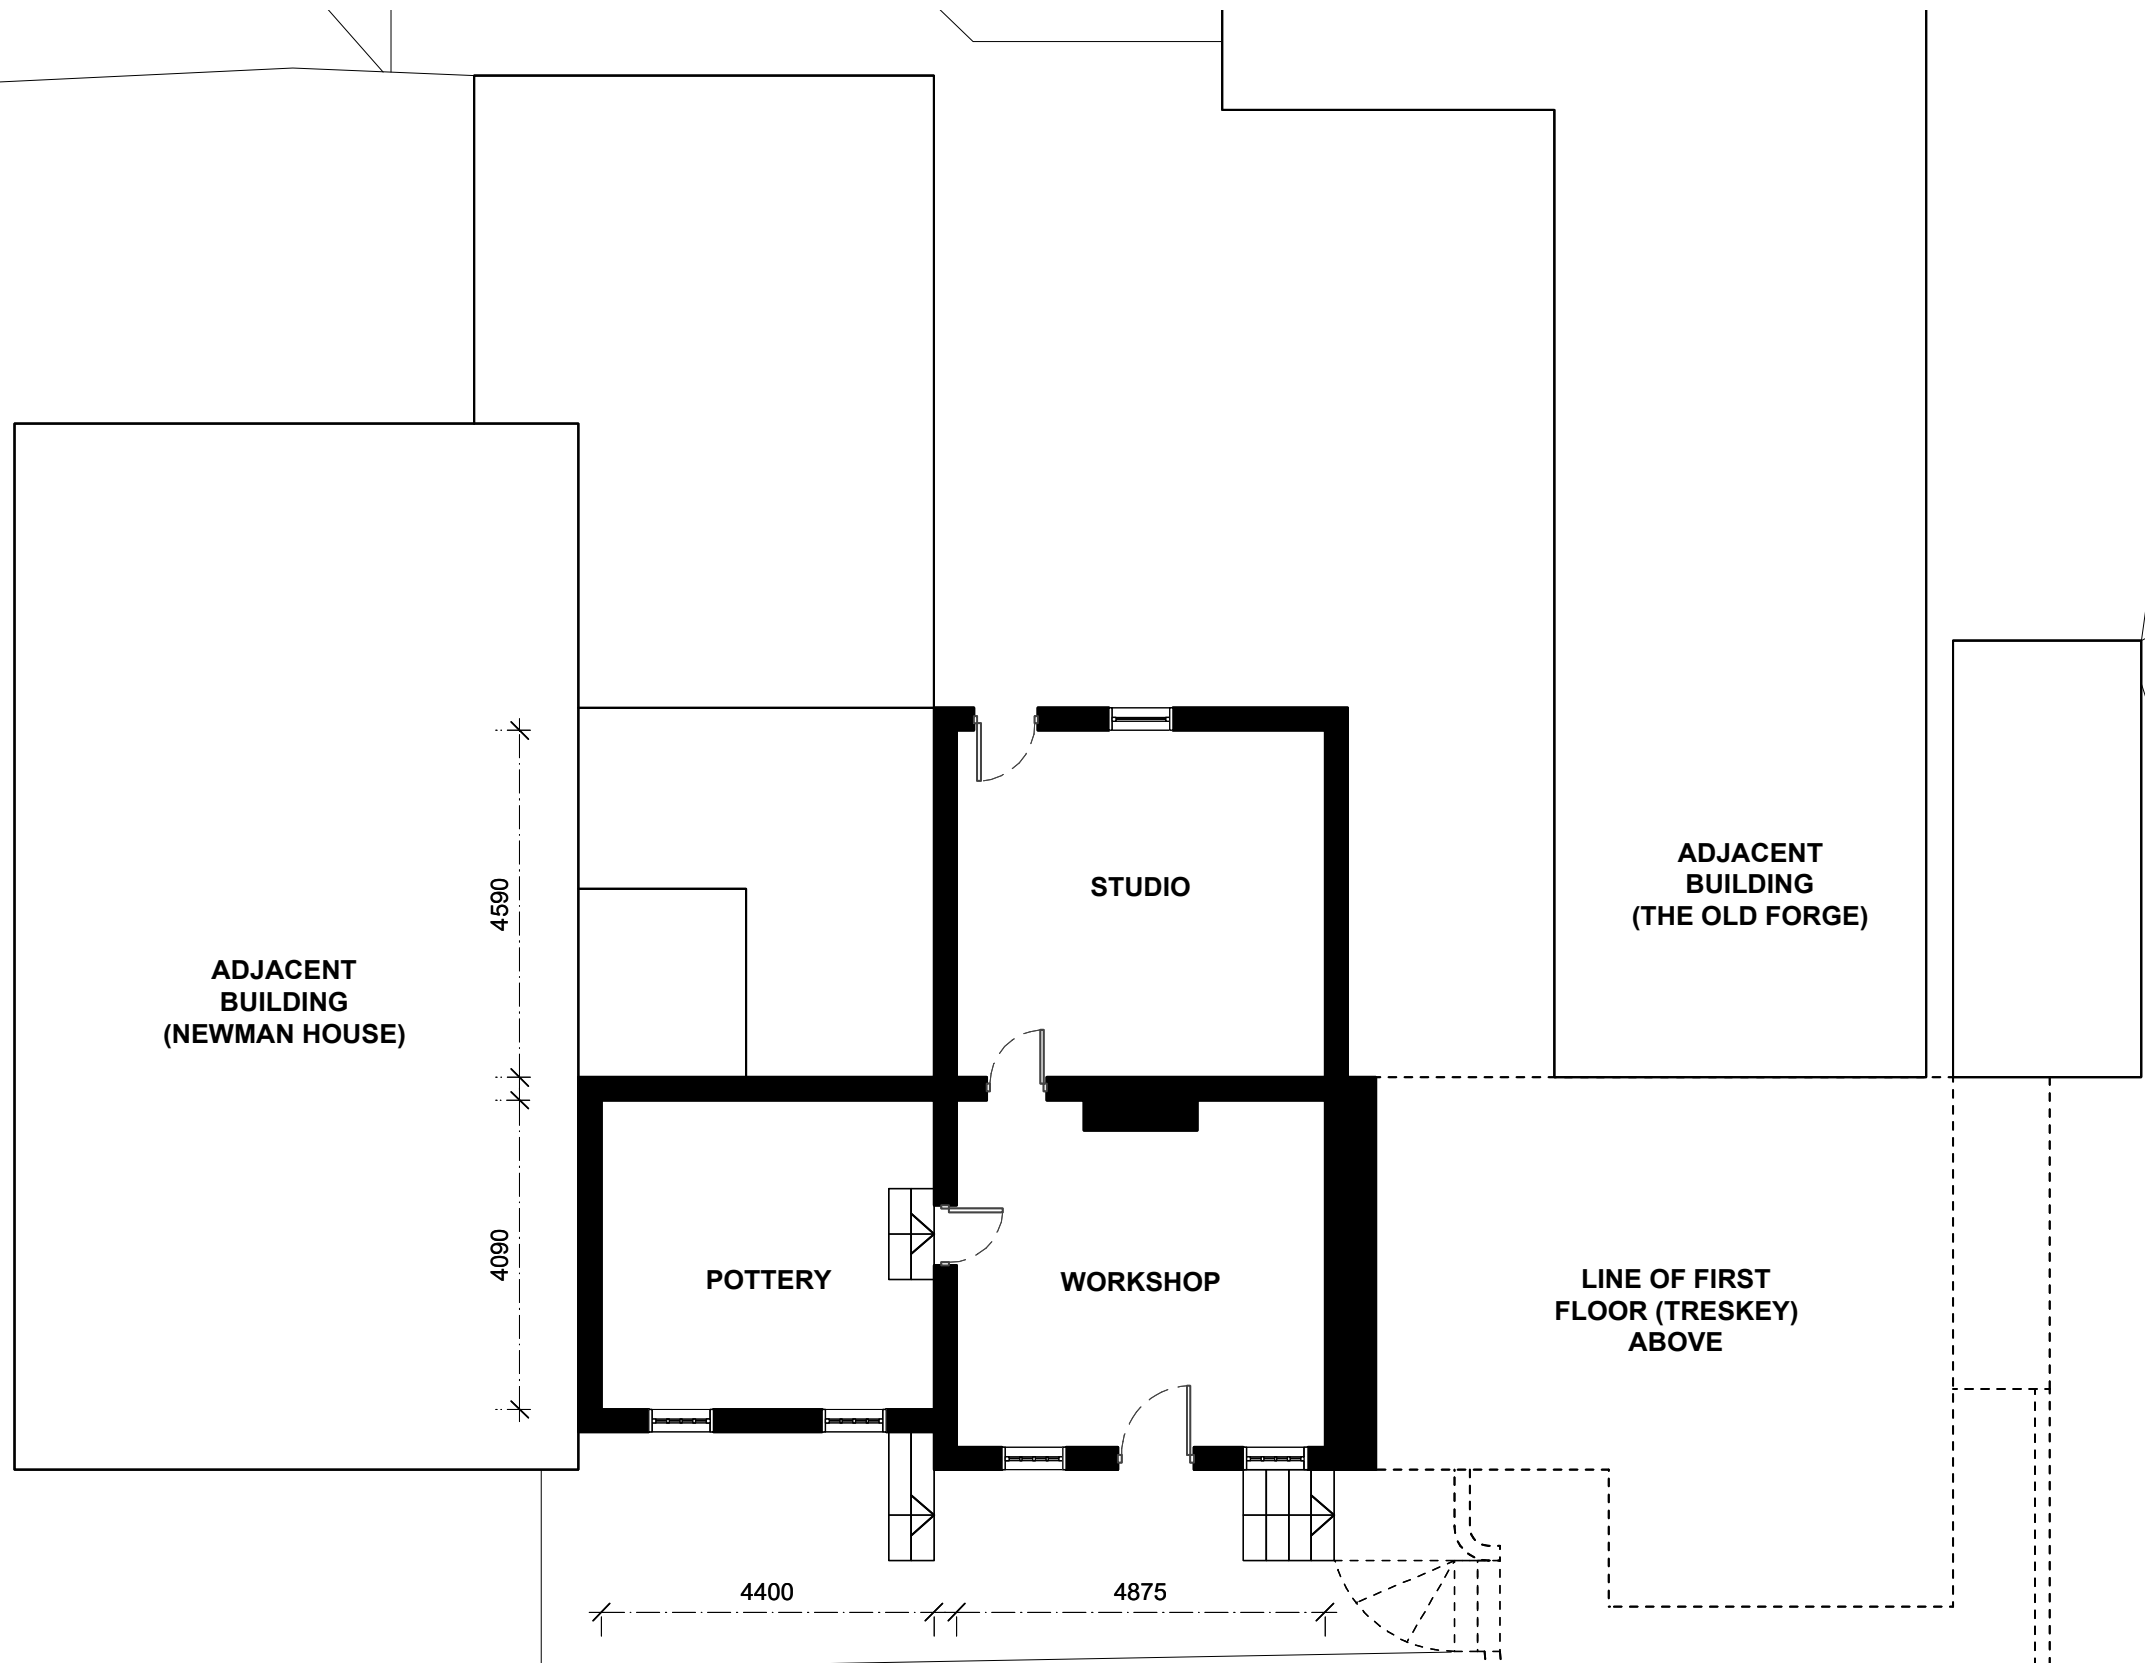 ADJACENT
BUILDING
(THE OLD FORGE)
STUDIO
4590
ADJACENT
BUILDING
(NEWMAN HOUSE)
4090
POTTERY
WORKSHOP
LINE OF FIRST
FLOOR (TRESKEY)
ABOVE
4400
4875